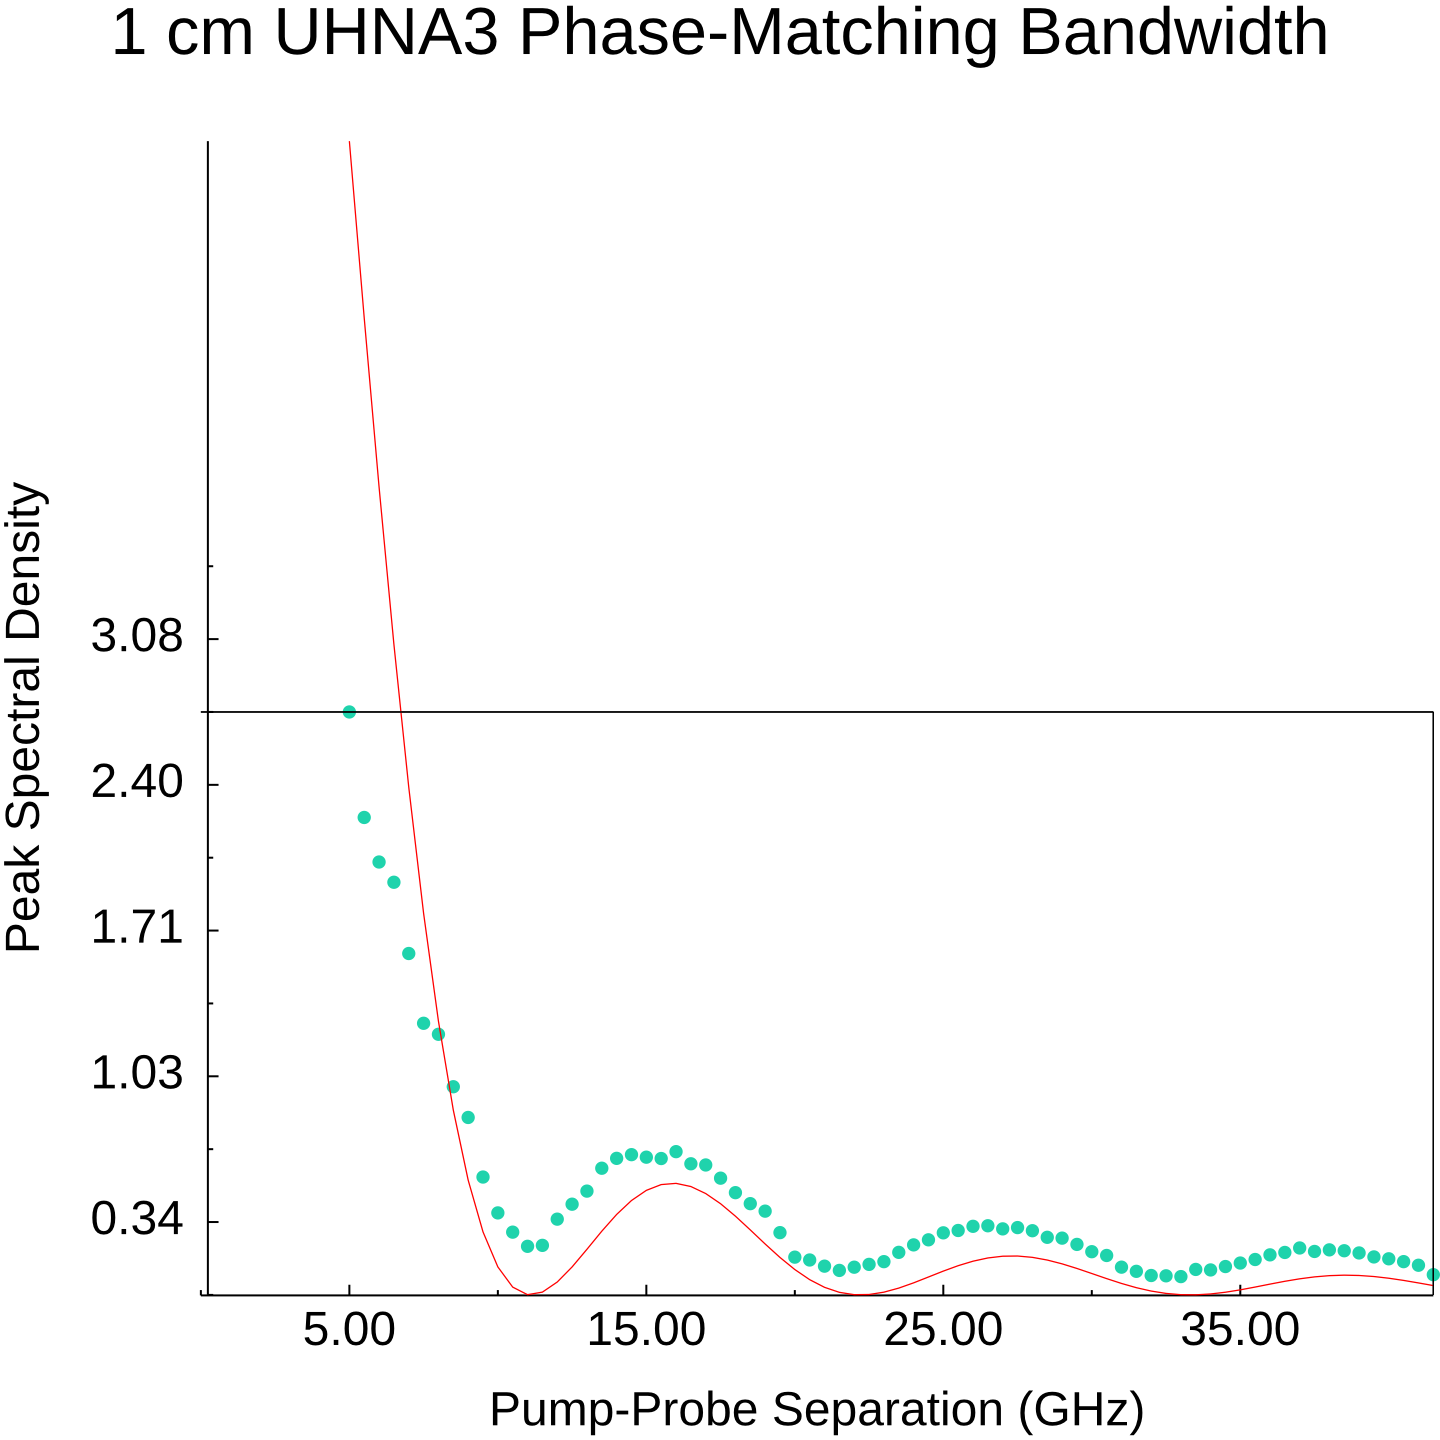 1 cm UHNA3 Phase-Matching Bandwidth
Peak Spectral Density
3.08
2.40
1.71
1.03
0.34
5.00 15.00 25.00 35.00
Pump-Probe Separation (GHz)